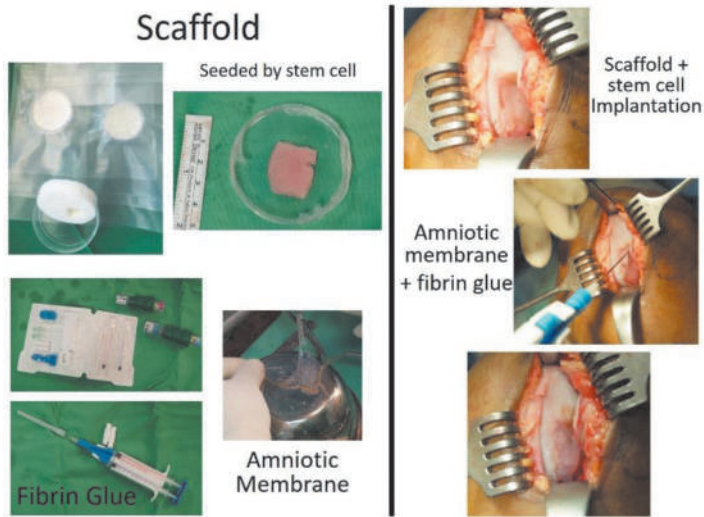 Scaffold
Seeded by stem cell
Fibrin Glue
Amniotic
Membrane
Scaffold +
stem cell
Implantation
Amniotic
membrane
+ fibrin glue